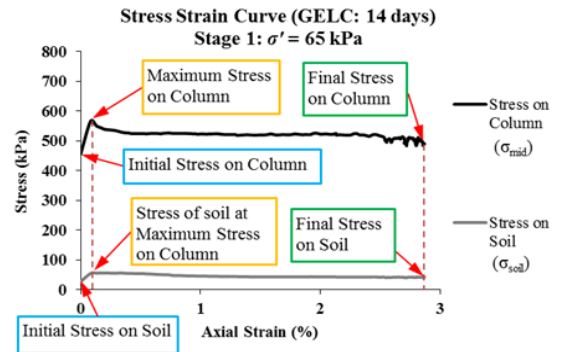 Stress Strain Curve (GELC: 14 days)
Stage 1: σ' = 65 kPa
800
700
600
500
400
300
200
100
0
Stress (kPa)
Maximum Stress
on Column
Final Stress
on Column
Initial Stress on Column
Stress of soil at
Maximum Stress
on Column
Final Stress
on Soil
Initial Stress on Soil
0
1
2
3
Axial Strain (%)
Stress on
Column
(σmid)
Stress on
Soil
(σsoil)